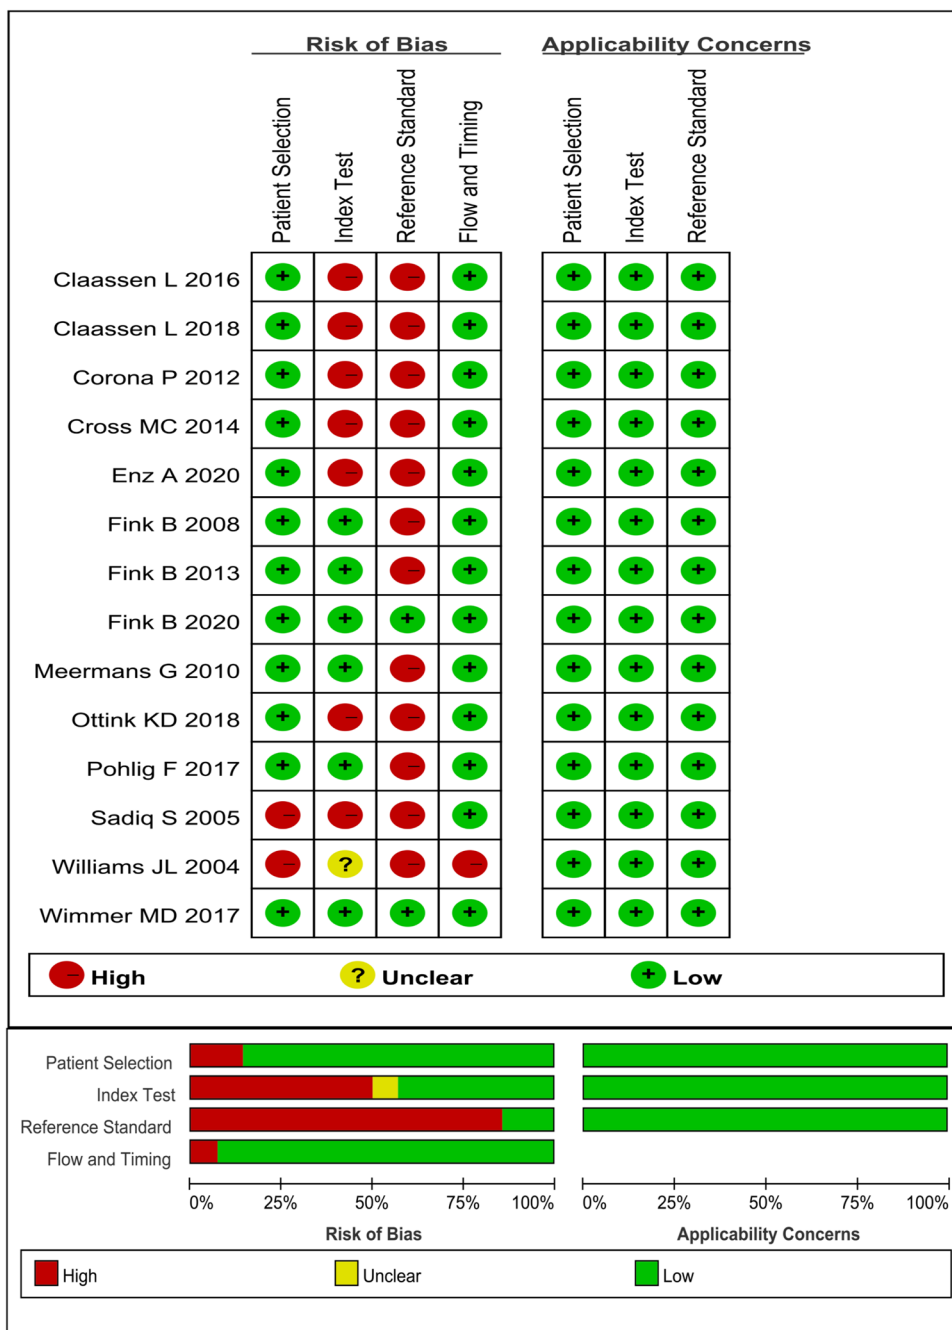 Risk of Bias Applicability Concerns
Patient Selection Index Test Reference Standard Flow and Timing Patient Selection Index Test Reference Standard
Claassen L 2016 + – – + + + +
Claassen L 2018 + – – + + + +
Corona P 2012 + – – + + + +
Cross MC 2014 + – – + + + +
Enz A 2020 + – – + + + +
Fink B 2008 + + – + + + +
Fink B 2013 + + – + + + +
Fink B 2020 + + + + + + +
Meermans G 2010 + + – + + + +
Ottink KD 2018 + – – + + + +
Pohlig F 2017 + + – + + + +
Sadiq S 2005 – – – + + + +
Williams JL 2004 – ? – – + + +
Wimmer MD 2017 + + + + + + +
– High ? Unclear + Low
Patient Selection
Index Test
Reference Standard
Flow and Timing
0% 25% 50% 75% 100% 0% 25% 50% 75% 100%
Risk of Bias Applicability Concerns
High Unclear Low